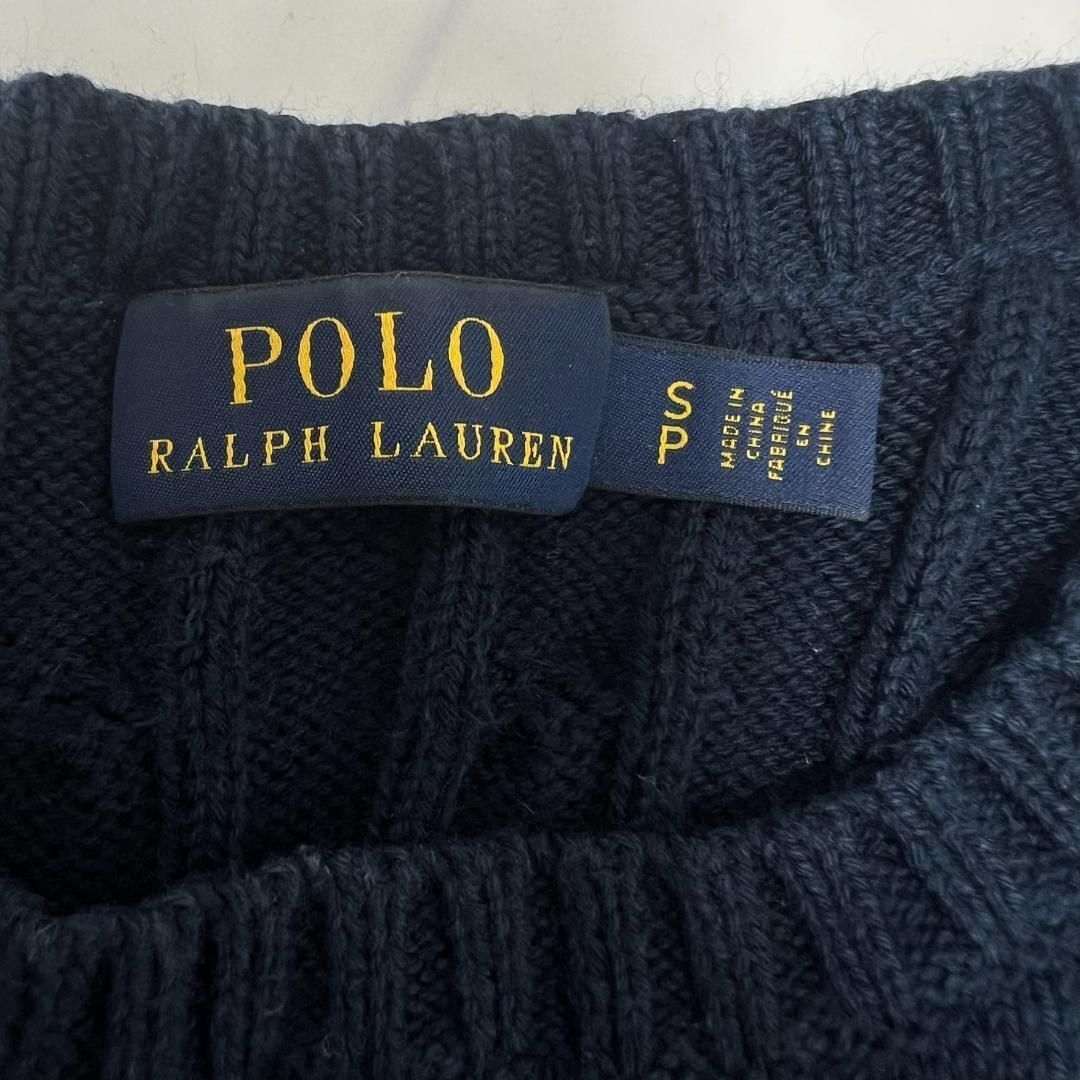 POLO
RALPH LAUREN
S
P
MADE IN
CHINA
FABRIQUÉ
EN
CHINE